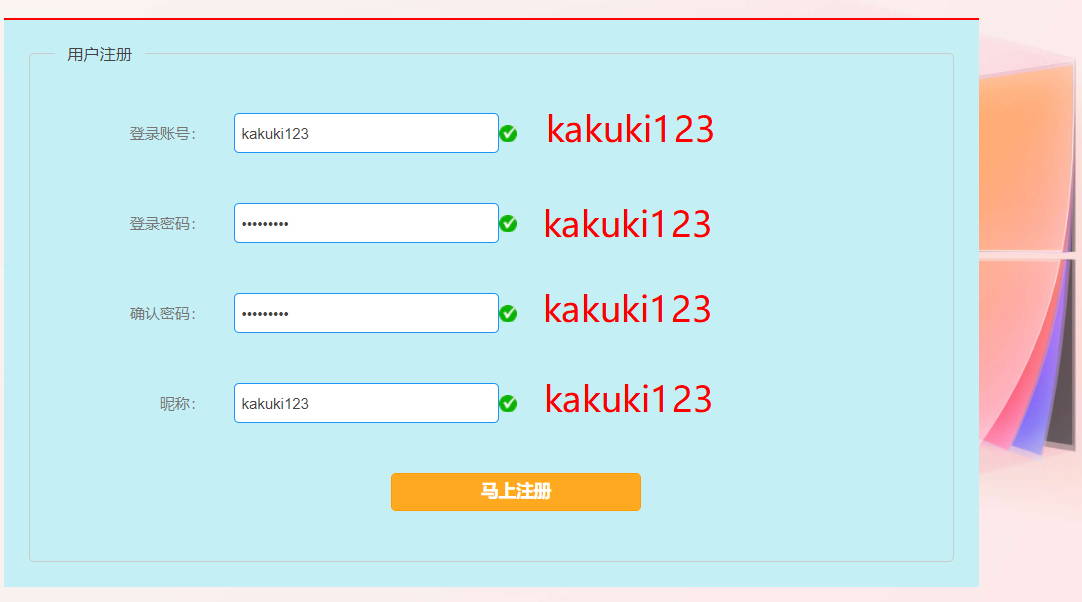 用户注册
登录账号： kakuki123 kakuki123
登录密码： ••••••••• kakuki123
确认密码： ••••••••• kakuki123
昵称： kakuki123 kakuki123
马上注册